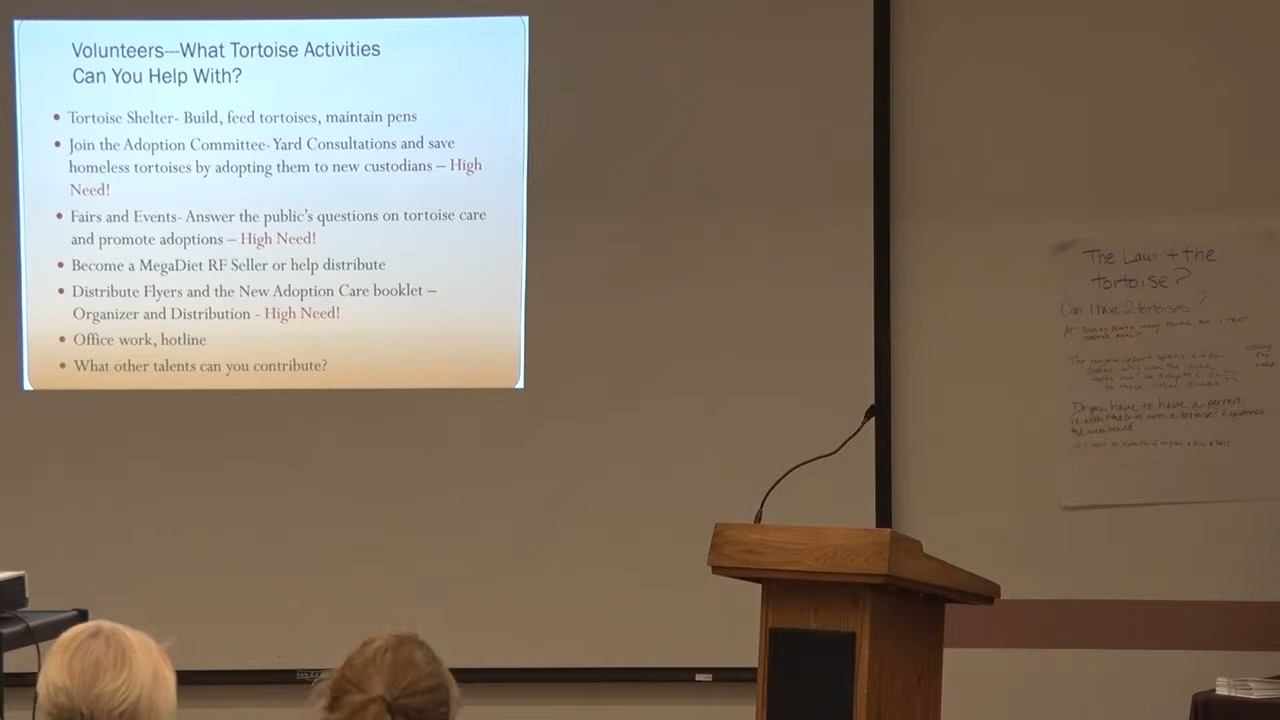 Volunteers—What Tortoise Activities
Can You Help With?
• Tortoise Shelter- Build, feed tortoises, maintain pens
• Join the Adoption Committee- Yard Consultations and save
homeless tortoises by adopting them to new custodians – High
Need!
• Fairs and Events- Answer the public's questions on tortoise care
and promote adoptions – High Need!
• Become a MegaDiet RF Seller or help distribute
• Distribute Flyers and the New Adoption Care booklet –
Organizer and Distribution - High Need!
• Office work, hotline
• What other talents can you contribute?
The Law + the
Tortoise?
Can I have 2 tortoises?
Do you have to have a permit,
to own a tortoise?